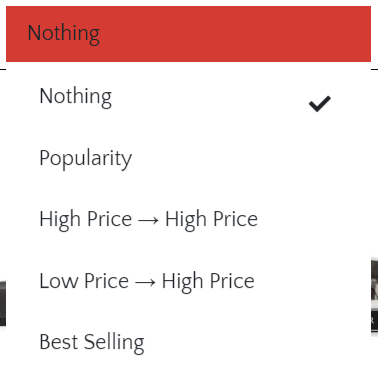 Nothing
Nothing
Popularity
High Price → High Price
Low Price → High Price
Best Selling